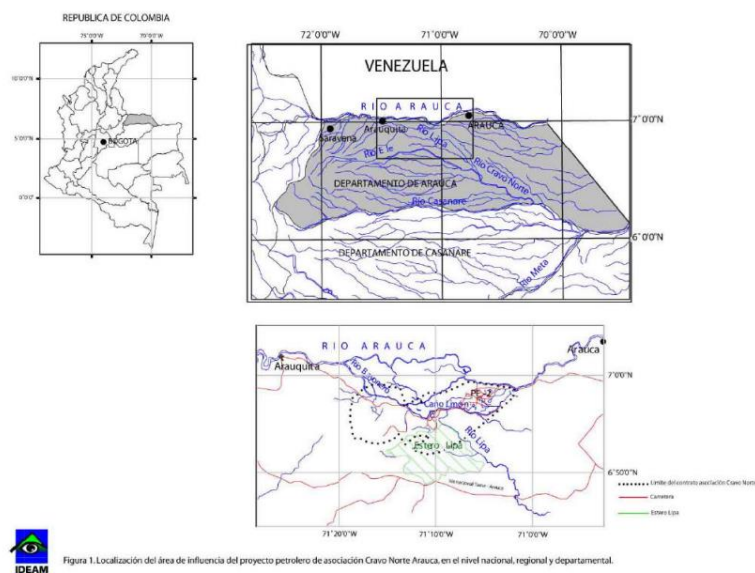 REPUBLICA DE COLOMBIA
BOGOTA
72°0'0"W 71°0'0"W 70°0'0"W
VENEZUELA
RIO ARAUCA
Saravena
Arauquita
ARAUCA
7°0'0"N
Rio Lipa
Rio Ele
Rio Cravo Norte
DEPARTAMENTO DE ARAUCA
Rio Casanare
6°0'0"N
DEPARTAMENTO DE CASANARE
Rio Meta
RIO ARAUCA
Arauca
Arauquita
7°0'0"N
Caño Limón
Rio Lipa
Estero Lipa
6°50'0"N
71°20'0"W 71°10'0"W 71°0'0"W
Limite del contrato asociación Cravo Norte
Carretera
Estero Lipa
IDEAM
Figura 1. Localización del área de influencia del proyecto petrolero de asociación Cravo Norte Arauca, en el nivel nacional, regional y departamental.